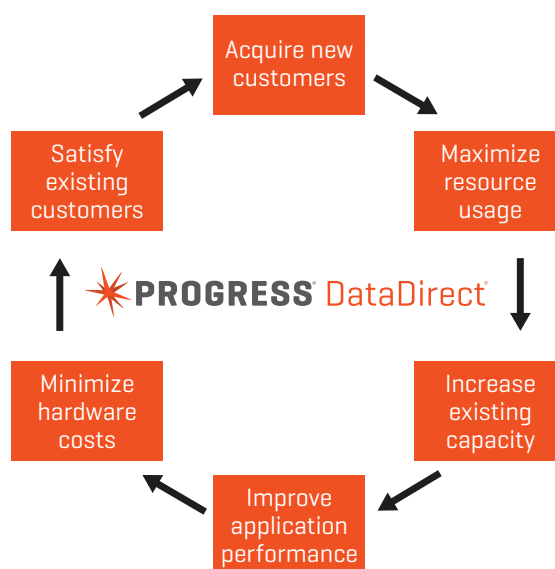 Acquire new
customers
Maximize
resource
usage
Increase
existing
capacity
Improve
application
performance
Minimize
hardware
costs
Satisfy
existing
customers
PROGRESS® DataDirect®